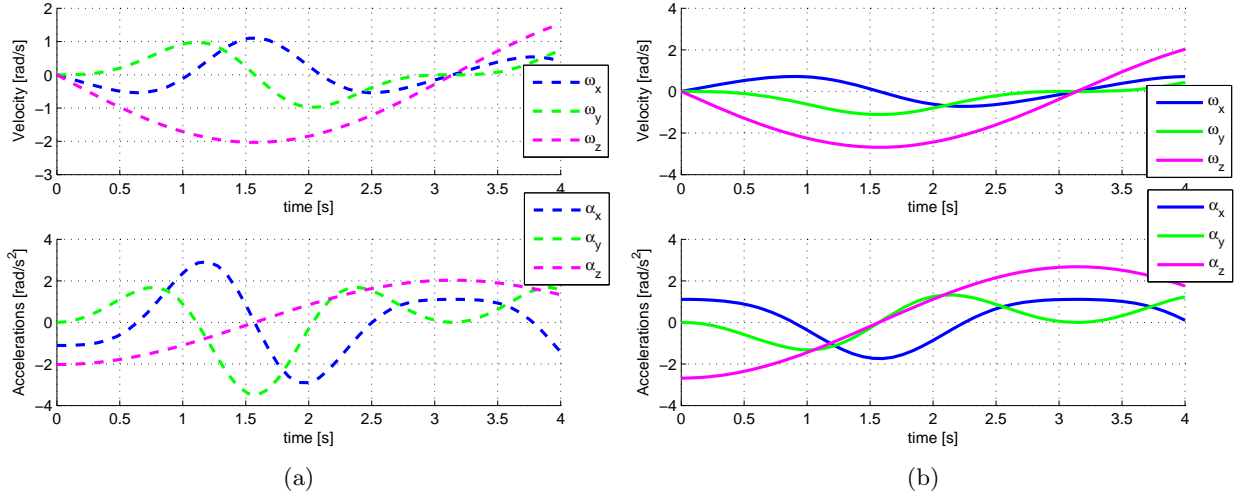 Velocity [rad/s]
2
1
0
−1
−2
−3
0 0.5 1 1.5 2 2.5 3 3.5 4
time [s]
ωx
ωy
ωz
Accelerations [rad/s²]
4
2
0
−2
−4
0 0.5 1 1.5 2 2.5 3 3.5 4
time [s]
αx
αy
αz
(a)
Velocity [rad/s]
4
2
0
−2
−4
0 0.5 1 1.5 2 2.5 3 3.5 4
time [s]
ωx
ωy
ωz
Accelerations [rad/s²]
4
2
0
−2
−4
0 0.5 1 1.5 2 2.5 3 3.5 4
time [s]
αx
αy
αz
(b)